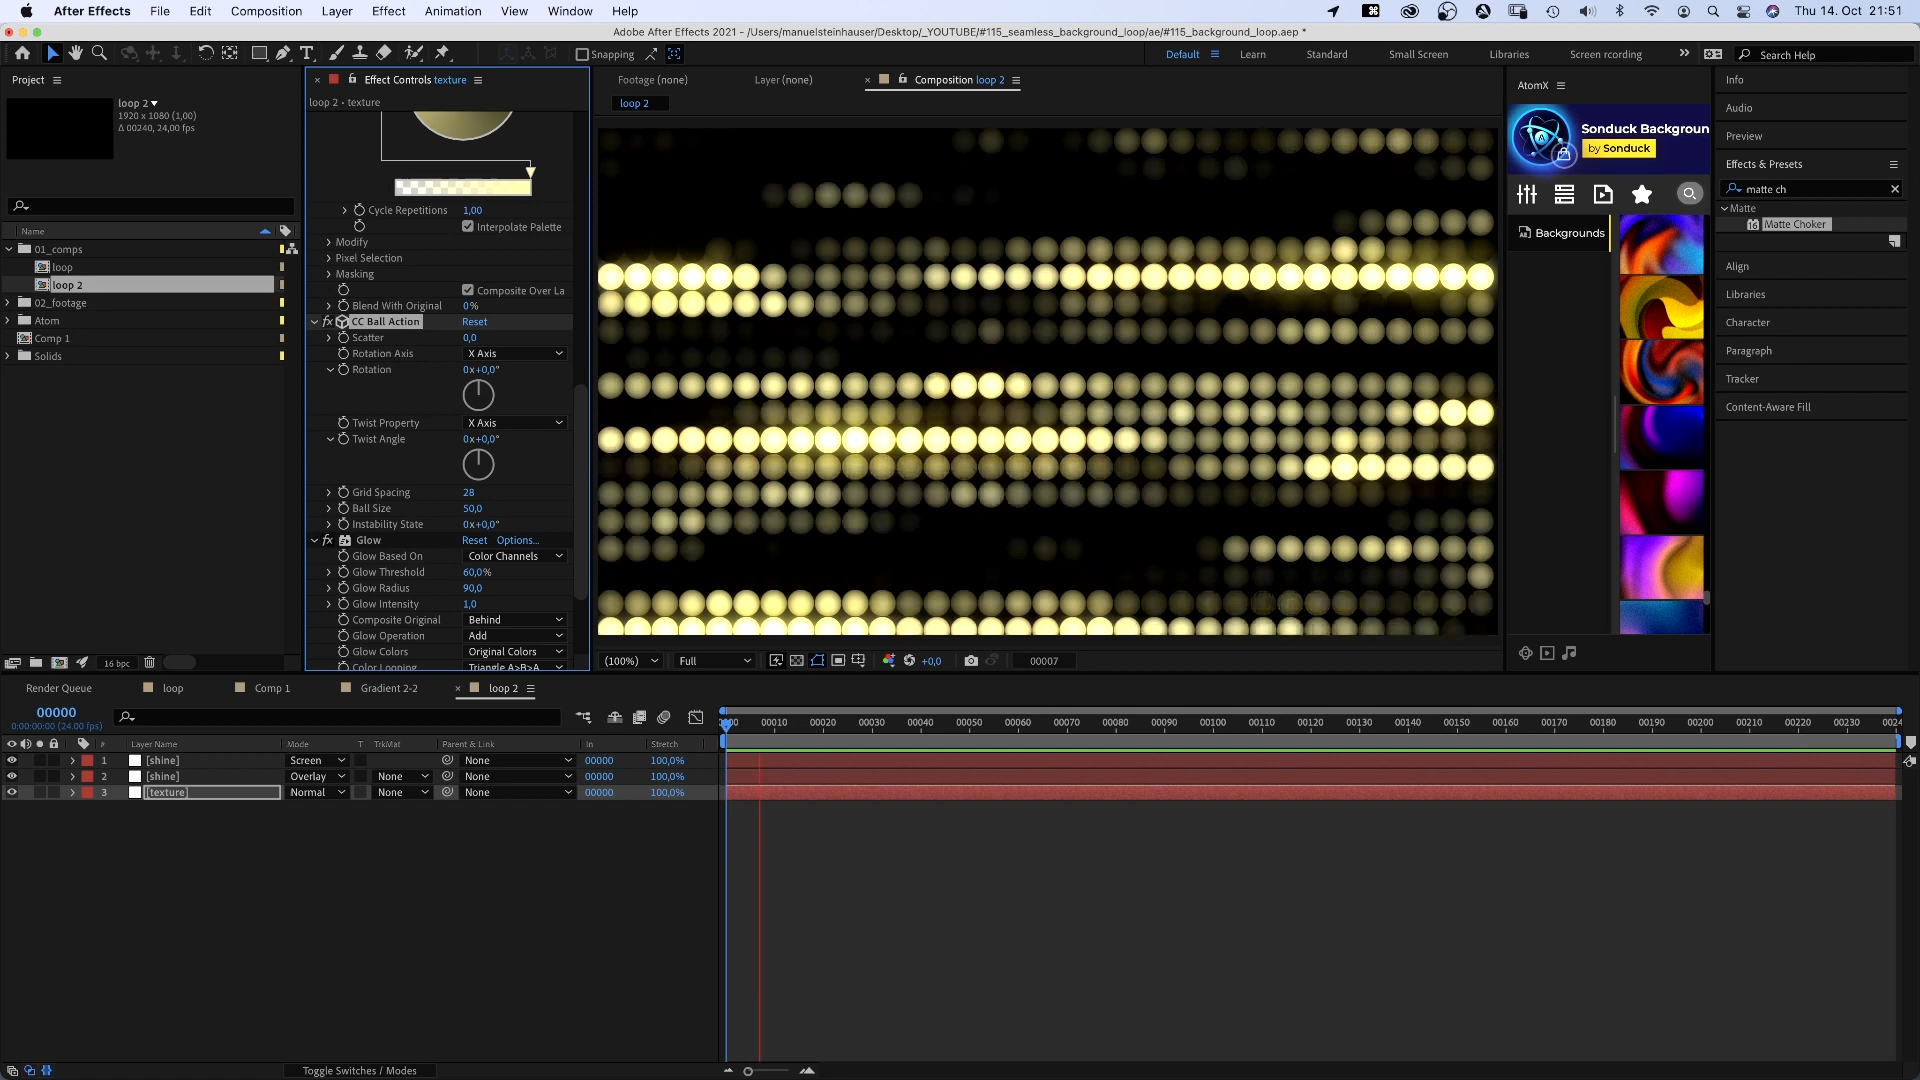 After Effects File Edit Composition Layer Effect Animation View Window Help Thu 14. Oct 21:51
Adobe After Effects 2021 - /Users/manuelsteinhauser/Desktop/_YOUTUBE/#115_seamless_background_loop/ae/#115_background_loop.aep *
Snapping Default Learn Standard Small Screen Libraries Screen rcording Search Help
Project
loop 2
1920 x 1080 (1,00)
Δ 00240, 24,00 fps
Name
01_comps
loop
loop 2
02_footage
Atom
Comp 1
Solids
16 bpc
Effect Controls texture
loop 2 • texture
Cycle Repetitions 1,00
Interpolate Palette
Modify
Pixel Selection
Masking
Composite Over La
Blend With Original 0%
fx CC Ball Action Reset
Scatter 0,0
Rotation Axis X Axis
Rotation 0x+0,0°
Twist Property X Axis
Twist Angle 0x+0,0°
Grid Spacing 28
Ball Size 50,0
Instability State 0x+0,0°
fx Glow Reset Options...
Glow Based On Color Channels
Glow Threshold 60,0%
Glow Radius 90,0
Glow Intensity 1,0
Composite Original Behind
Glow Operation Add
Glow Colors Original Colors
Color Looping Triangle A>B>A
Footage (none) Layer (none) Composition loop 2
loop 2
(100%) Full +0,0 00007
AtomX
Sonduck Backgroun
by Sonduck
Backgrounds
Info
Audio
Preview
Effects & Presets
matte ch
Matte
16 Matte Choker
Align
Libraries
Character
Paragraph
Tracker
Content-Aware Fill
Render Queue loop Comp 1 Gradient 2-2 loop 2
00000
0:00:00:00 (24.00 fps)
00010 00020 00030 00040 00050 00060 00070 00080 00090 00100 00110 00120 00130 00140 00150 00160 00170 00180 00190 00200 00210 00220 00230
# Layer Name Mode T TrkMat Parent & Link In Stretch
1 [shine] Screen None 00000 100,0%
2 [shine] Overlay None None 00000 100,0%
3 [texture] Normal None None 00000 100,0%
Toggle Switches / Modes